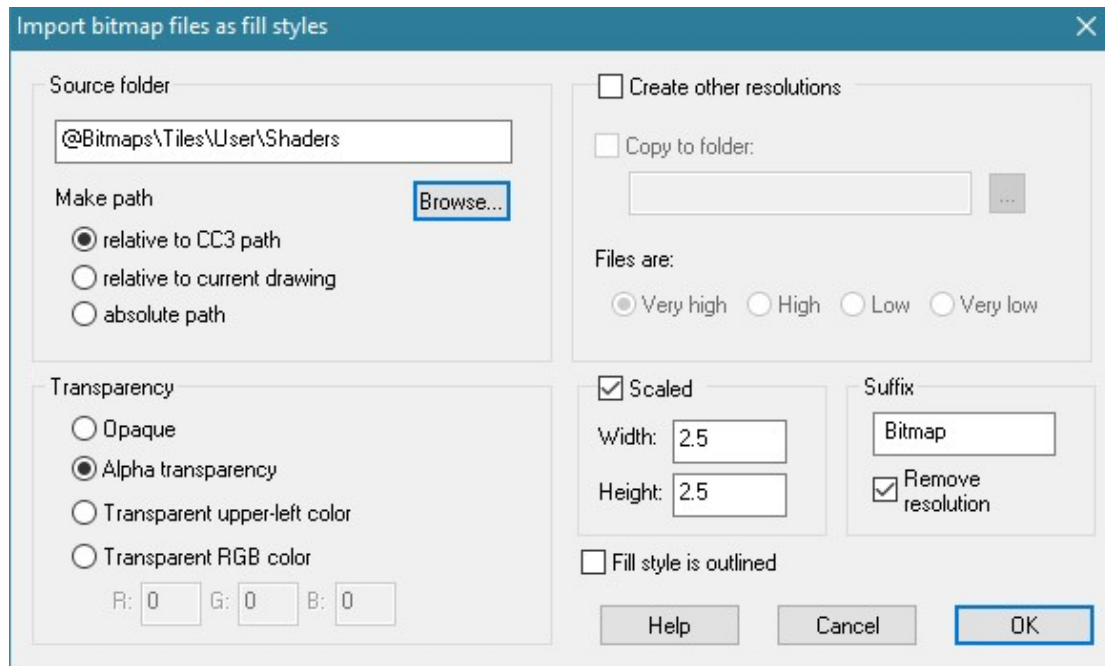 Import bitmap files as fill styles
Source folder
@Bitmaps\Tiles\User\Shaders
Make path
Browse...
relative to CC3 path
relative to current drawing
absolute path
Create other resolutions
Copy to folder:
...
Files are:
Very high High Low Very low
Transparency
Opaque
Alpha transparency
Transparent upper-left color
Transparent RGB color
R: 0 G: 0 B: 0
Scaled
Width: 2.5
Height: 2.5
Suffix
Bitmap
Remove
resolution
Fill style is outlined
Help Cancel OK